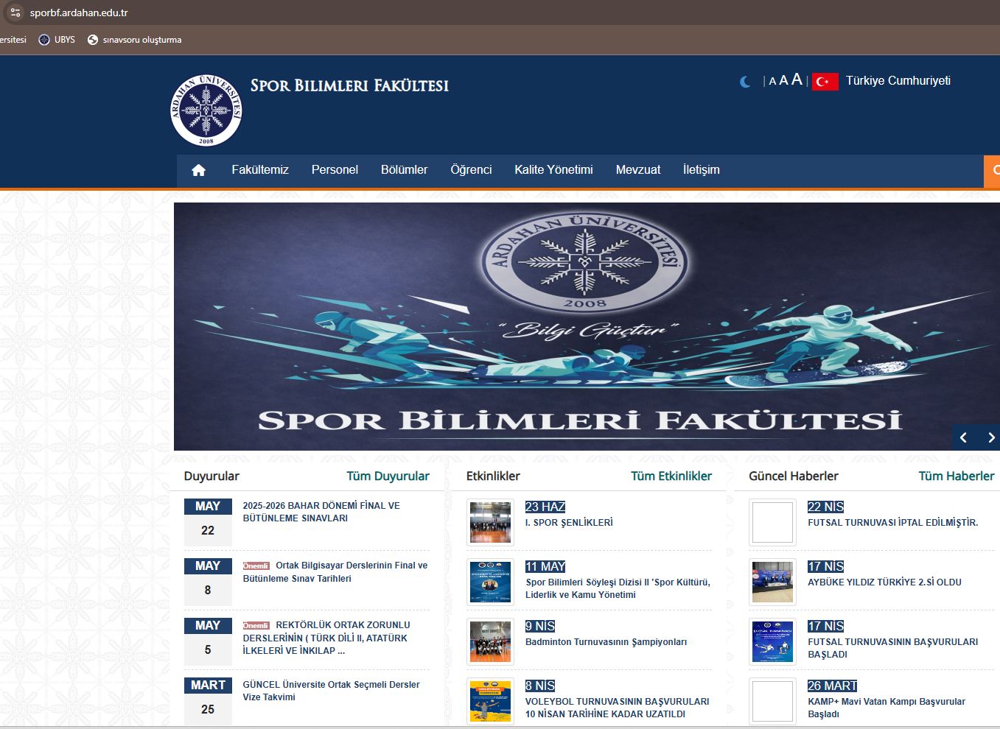 sporbf.ardahan.edu.tr
ersitesi UBYS sınavsoru oluşturma
ARDAHAN ÜNİVERSİTESİ
2008
SPOR BILIMLERI FAKÜLTESI
| A A A | Türkiye Cumhuriyeti
Fakültemiz Personel Bölümler Öğrenci Kalite Yönetimi Mevzuat İletişim
ARDAHAN ÜNİVERSİTESİ
2008
“Bilgi Güçtür”
SPOR BİLİMLERİ FAKÜLTESİ
Duyurular Tüm Duyurular
MAY
22
2025-2026 BAHAR DÖNEMİ FİNAL VE
BÜTÜNLEME SINAVLARI
MAY
8
Önemli Ortak Bilgisayar Derslerinin Final ve
Bütünleme Sınav Tarihleri
MAY
5
Önemli REKTÖRLÜK ORTAK ZORUNLU
DERSLERİNİN ( TÜRK DİLİ II, ATATÜRK
İLKELERİ VE İNKILAP ...
MART
25
GÜNCEL Üniversite Ortak Seçmeli Dersler
Vize Takvimi
Etkinlikler Tüm Etkinlikler
23 HAZ
I. SPOR ŞENLİKLERİ
11 MAY
Spor Bilimleri Söyleşi Dizisi II 'Spor Kültürü,
Liderlik ve Kamu Yönetimi
9 NİS
Badminton Turnuvasının Şampiyonları
VOLEYBOL
8 NİS
VOLEYBOL TURNUVASININ BAŞVURULARI
10 NİSAN TARİHİNE KADAR UZATILDI
Güncel Haberler Tüm Haberler
22 NİS
FUTSAL TURNUVASI İPTAL EDİLMİŞTİR.
17 NİS
AYBÜKE YILDIZ TÜRKİYE 2.Sİ OLDU
FUTSAL TURNUVASI
17 NİS
FUTSAL TURNUVASININ BAŞVURULARI
BAŞLADI
26 MART
KAMP+ Mavi Vatan Kampı Başvurular
Başladı